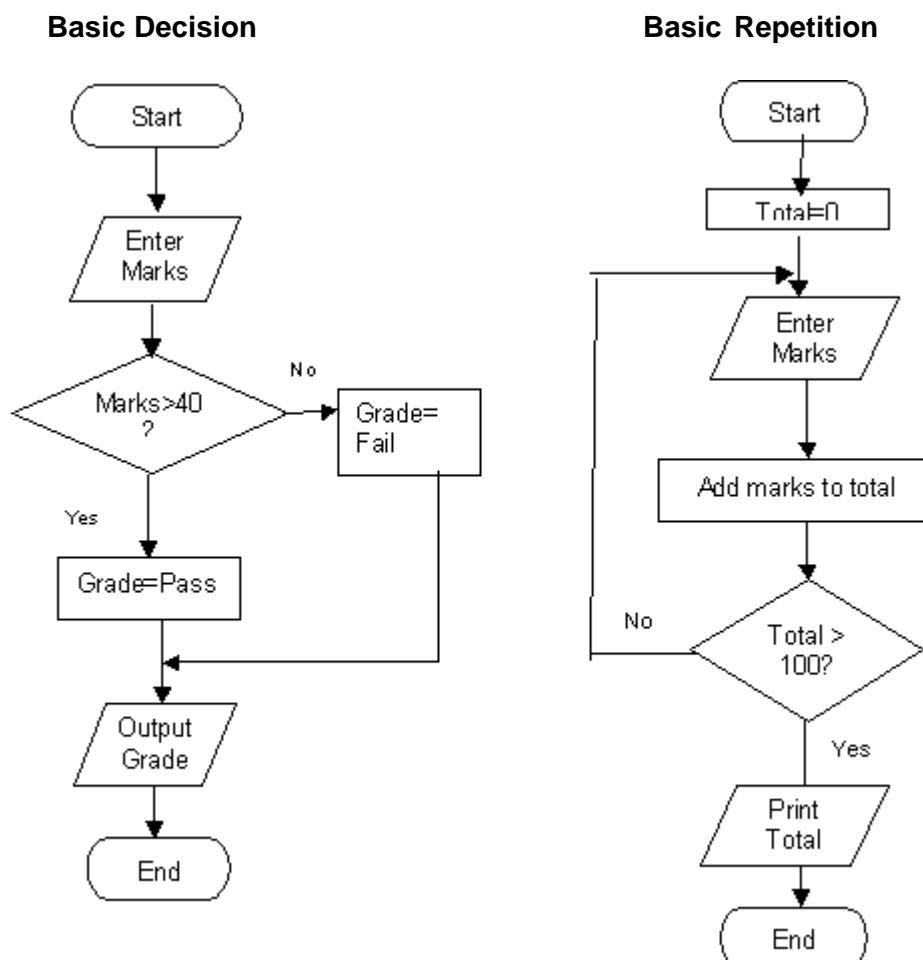 Basic Decision
Start
Enter
Marks
Marks>40
?
No
Grade=
Fail
Yes
Grade=Pass
Output
Grade
End
Basic Repetition
Start
Total=0
Enter
Marks
Add marks to total
Total >
100?
No
Yes
Print
Total
End